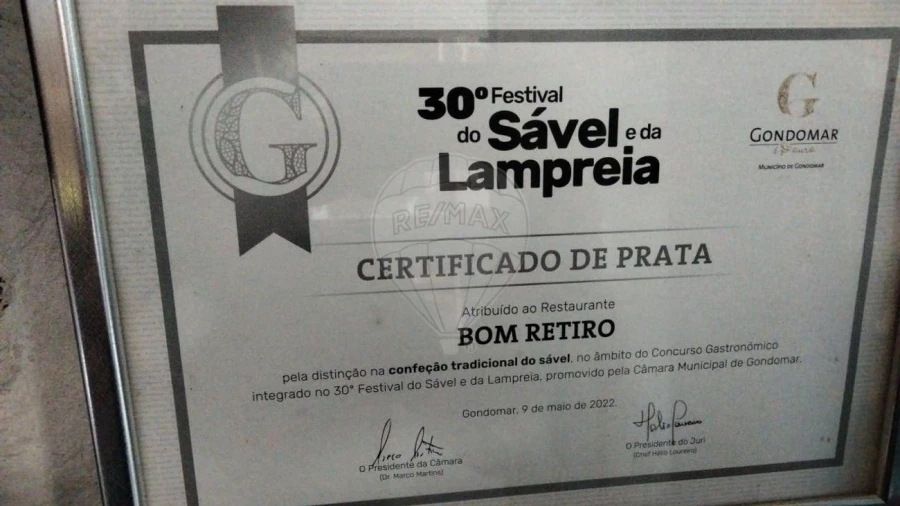 30º Festival
do Sável e da
Lampreia
G
GONDOMAR
é d'ouro
MUNICÍPIO DE GONDOMAR
G
RE/MAX
CERTIFICADO DE PRATA
Atribuído ao Restaurante
BOM RETIRO
pela distinção na confeção tradicional do sável, no âmbito do Concurso Gastronómico
integrado no 30º Festival do Sável e da Lampreia, promovido pela Câmara Municipal de Gondomar.
Gondomar, 9 de maio de 2022.
O Presidente da Câmara
(Dr. Marco Martins)
O Presidente do Juri
(Chef Hélio Loureiro)